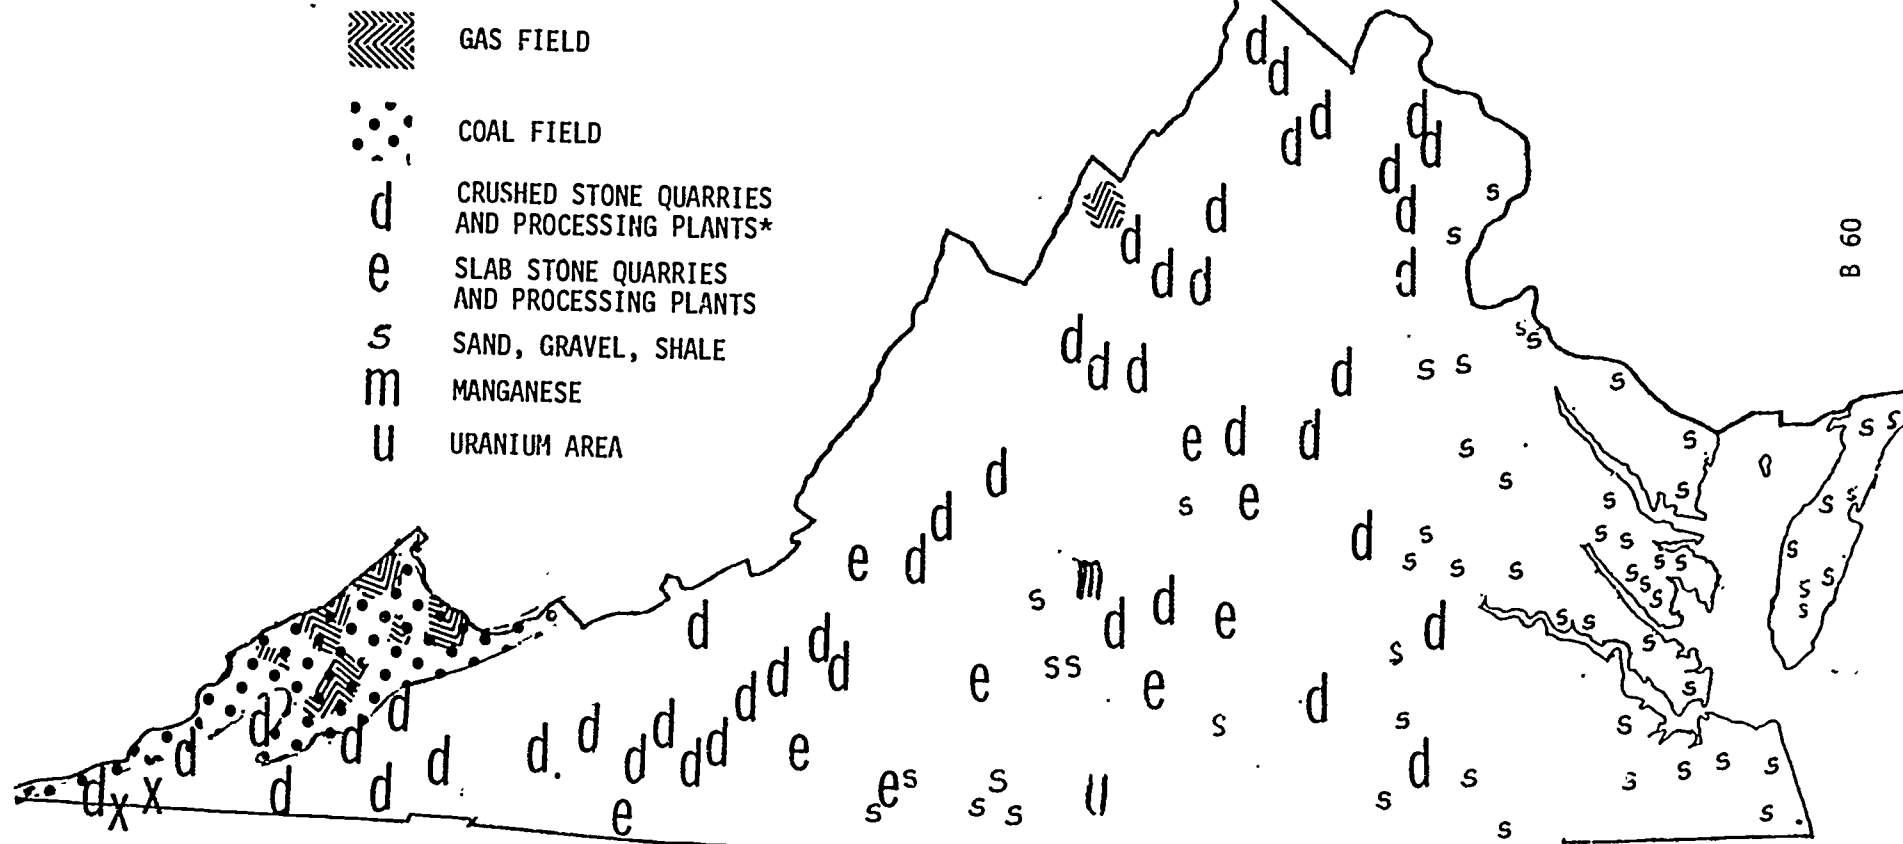 GAS FIELD
COAL FIELD
d CRUSHED STONE QUARRIES
AND PROCESSING PLANTS*
e SLAB STONE QUARRIES
AND PROCESSING PLANTS
s SAND, GRAVEL, SHALE
m MANGANESE
u URANIUM AREA
B 60
d
d
d d
d d
d d
d
s
d d s
d
d d d
s s
d d d d s s s
e d d s s s s
d s e s s s s s
d
e d d s s s s s s s
s m s s s
d d e s s s s
d d d s s s d s s s
d d e e d s s s
d d d d
d d d d d d e s
d d d d e s s s u d s s s s s
d x x e s s s s s s